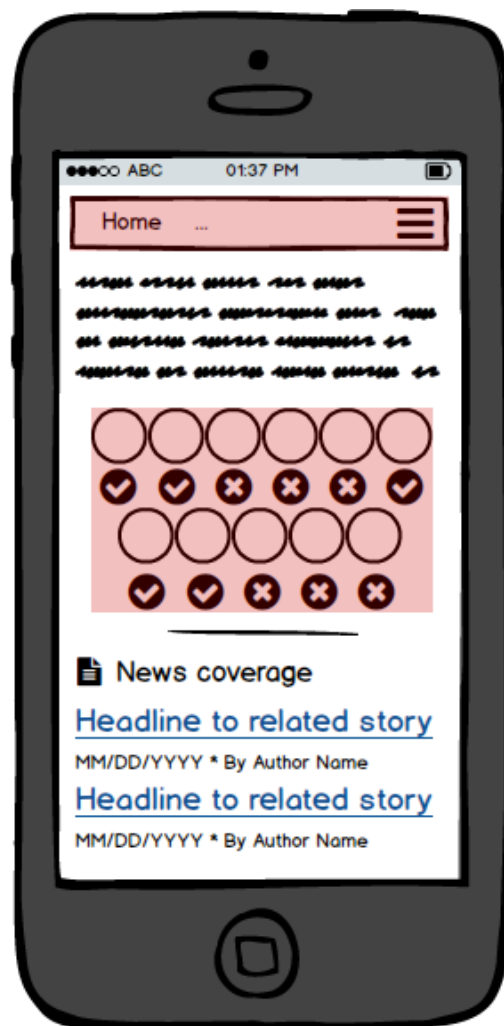 ABC 01:37 PM
Home ...
News coverage
Headline to related story
MM/DD/YYYY * By Author Name
Headline to related story
MM/DD/YYYY * By Author Name